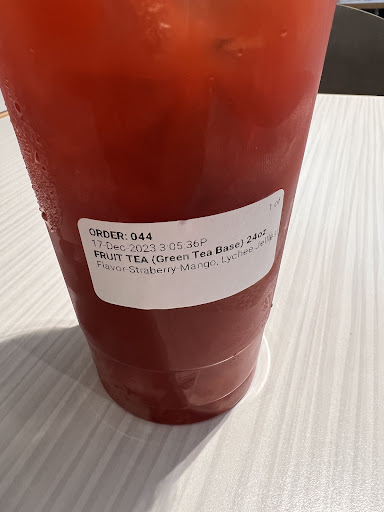 1 of
ORDER: 044
17-Dec-2023 3:05:36P
FRUIT TEA (Green Tea Base) 24oz
Flavor-Straberry-Mango, Lychee